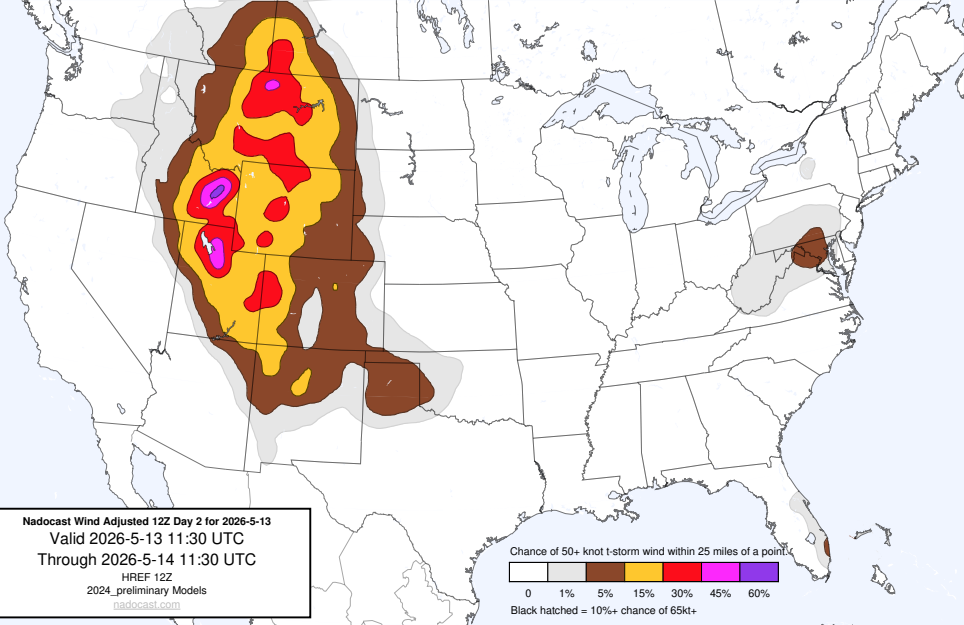 Nadocast Wind Adjusted 12Z Day 2 for 2026-5-13
Valid 2026-5-13 11:30 UTC
Through 2026-5-14 11:30 UTC
HREF 12Z
2024_preliminary Models
nadocast.com
Chance of 50+ knot t-storm wind within 25 miles of a point.
0 1% 5% 15% 30% 45% 60%
Black hatched = 10%+ chance of 65kt+